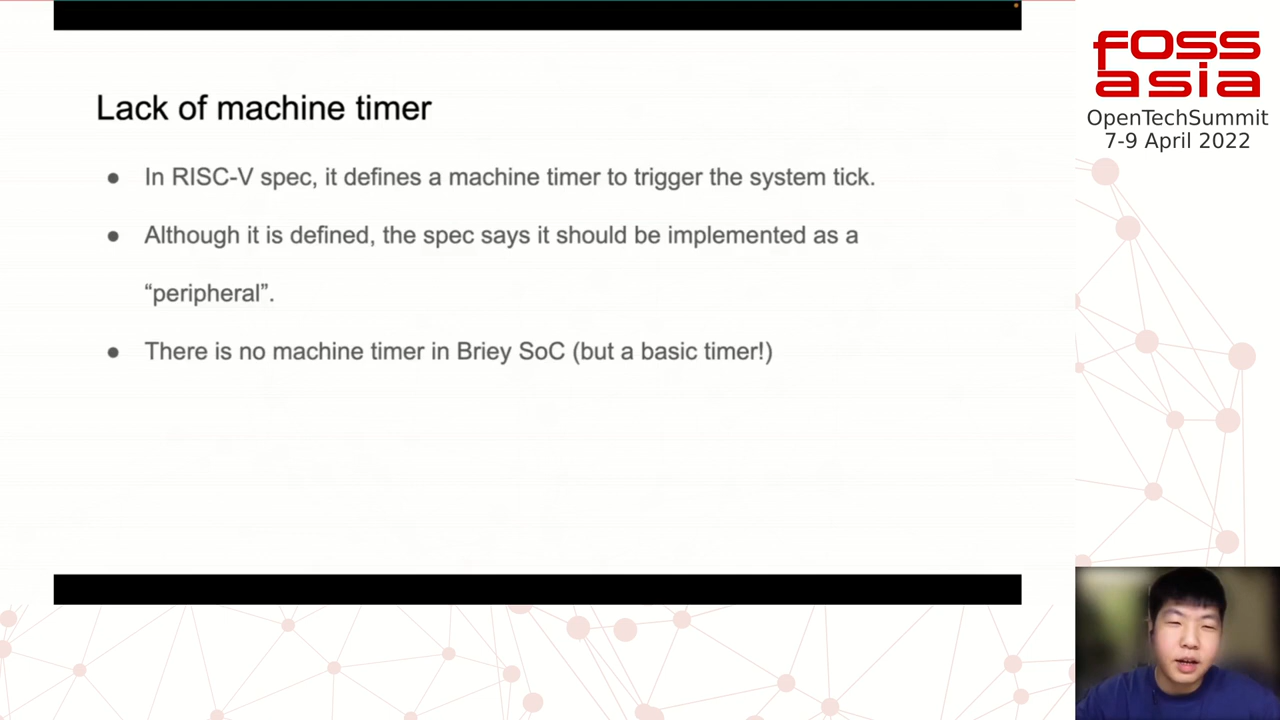 Lack of machine timer
● In RISC-V spec, it defines a machine timer to trigger the system tick.
● Although it is defined, the spec says it should be implemented as a
“peripheral”.
● There is no machine timer in Briey SoC (but a basic timer!)
foss
asia
OpenTechSummit
7-9 April 2022